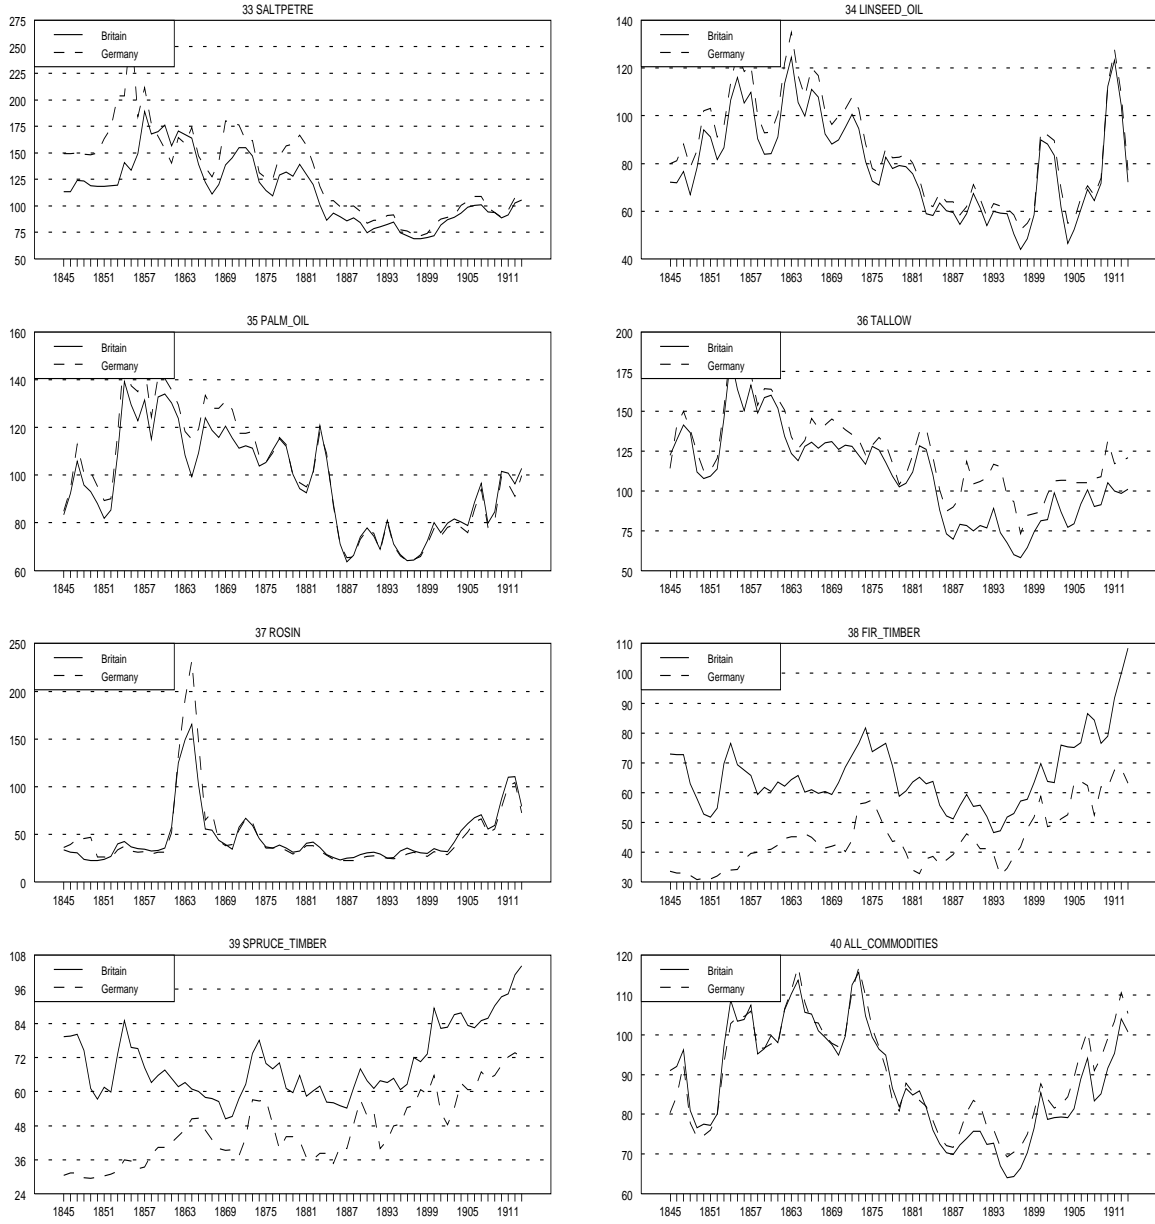 33 SALTPETRE
Britain
Germany
275
250
225
200
175
150
125
100
75
50
1845 1851 1857 1863 1869 1875 1881 1887 1893 1899 1905 1911
34 LINSEED_OIL
Britain
Germany
140
120
100
80
60
40
1845 1851 1857 1863 1869 1875 1881 1887 1893 1899 1905 1911
35 PALM_OIL
Britain
Germany
160
140
120
100
80
60
1845 1851 1857 1863 1869 1875 1881 1887 1893 1899 1905 1911
36 TALLOW
Britain
Germany
200
175
150
125
100
75
50
1845 1851 1857 1863 1869 1875 1881 1887 1893 1899 1905 1911
37 ROSIN
Britain
Germany
250
200
150
100
50
0
1845 1851 1857 1863 1869 1875 1881 1887 1893 1899 1905 1911
38 FIR_TIMBER
Britain
Germany
110
100
90
80
70
60
50
40
30
1845 1851 1857 1863 1869 1875 1881 1887 1893 1899 1905 1911
39 SPRUCE_TIMBER
Britain
Germany
108
96
84
72
60
48
36
24
1845 1851 1857 1863 1869 1875 1881 1887 1893 1899 1905 1911
40 ALL_COMMODITIES
Britain
Germany
120
110
100
90
80
70
60
1845 1851 1857 1863 1869 1875 1881 1887 1893 1899 1905 1911